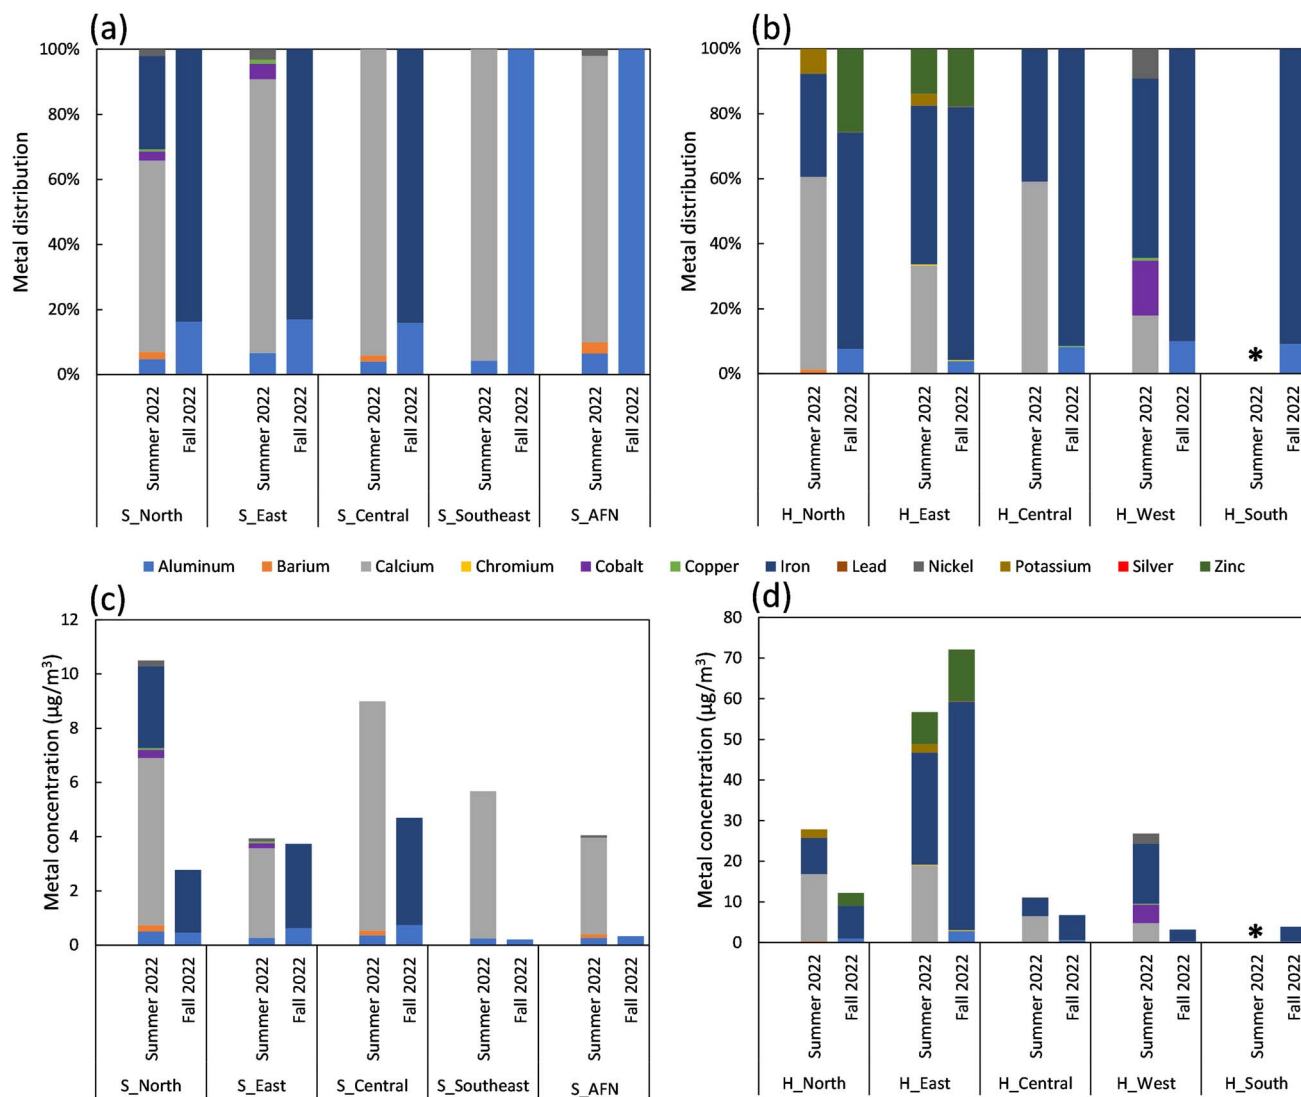 (a)
Metal distribution
100%
80%
60%
40%
20%
0%
Summer 2022
Fall 2022
Summer 2022
Fall 2022
Summer 2022
Fall 2022
Summer 2022
Fall 2022
Summer 2022
Fall 2022
S_North
S_East
S_Central
S_Southeast
S_AFN
(b)
Metal distribution
100%
80%
60%
40%
20%
0%
*
Summer 2022
Fall 2022
Summer 2022
Fall 2022
Summer 2022
Fall 2022
Summer 2022
Fall 2022
Summer 2022
Fall 2022
H_North
H_East
H_Central
H_West
H_South
Aluminum Barium Calcium Chromium Cobalt Copper Iron Lead Nickel Potassium Silver Zinc
(c)
Metal concentration (µg/m³)
12
10
8
6
4
2
0
Summer 2022
Fall 2022
Summer 2022
Fall 2022
Summer 2022
Fall 2022
Summer 2022
Fall 2022
Summer 2022
Fall 2022
S_North
S_East
S_Central
S_Southeast
S_AFN
(d)
Metal concentration (µg/m³)
80
70
60
50
40
30
20
10
0
*
Summer 2022
Fall 2022
Summer 2022
Fall 2022
Summer 2022
Fall 2022
Summer 2022
Fall 2022
Summer 2022
Fall 2022
H_North
H_East
H_Central
H_West
H_South